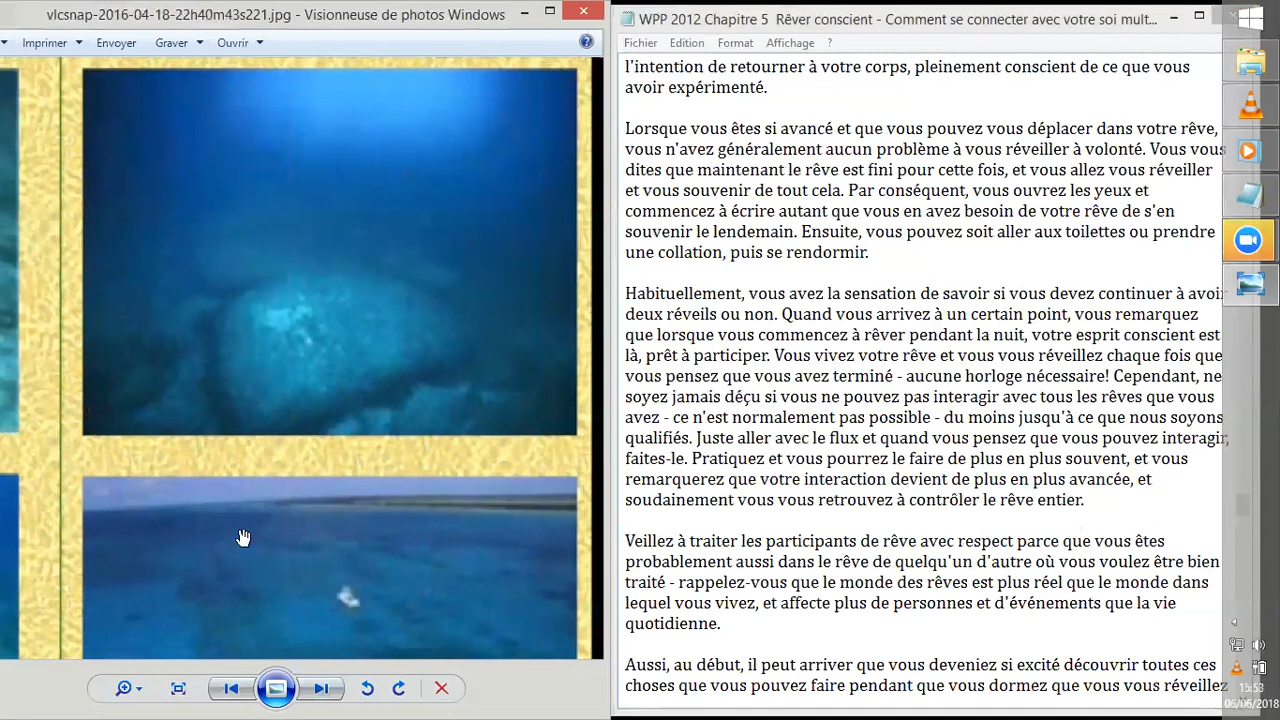 vlcsnap-2016-04-18-22h40m43s221.jpg - Visionneuse de photos Windows
Imprimer Envoyer Graver Ouvrir
WPP 2012 Chapitre 5 Rêver conscient - Comment se connecter avec votre soi mult...
Fichier Edition Format Affichage ?
l'intention de retourner à votre corps, pleinement conscient de ce que vous
avoir expérimenté.
Lorsque vous êtes si avancé et que vous pouvez vous déplacer dans votre rêve,
vous n'avez généralement aucun problème à vous réveiller à volonté. Vous vous
dites que maintenant le rêve est fini pour cette fois, et vous allez vous réveiller
et vous souvenir de tout cela. Par conséquent, vous ouvrez les yeux et
commencez à écrire autant que vous en avez besoin de votre rêve de s'en
souvenir le lendemain. Ensuite, vous pouvez soit aller aux toilettes ou prendre
une collation, puis se rendormir.
Habituellement, vous avez la sensation de savoir si vous devez continuer à avoir
deux réveils ou non. Quand vous arrivez à un certain point, vous remarquez
que lorsque vous commencez à rêver pendant la nuit, votre esprit conscient est
là, prêt à participer. Vous vivez votre rêve et vous vous réveillez chaque fois que
vous pensez que vous avez terminé - aucune horloge nécessaire! Cependant, ne
soyez jamais déçu si vous ne pouvez pas interagir avec tous les rêves que vous
avez - ce n'est normalement pas possible - du moins jusqu'à ce que nous soyons
qualifiés. Juste aller avec le flux et quand vous pensez que vous pouvez interagir,
faites-le. Pratiquez et vous pourrez le faire de plus en plus souvent, et vous
remarquerez que votre interaction devient de plus en plus avancée, et
soudainement vous vous retrouvez à contrôler le rêve entier.
Veillez à traiter les participants de rêve avec respect parce que vous êtes
probablement aussi dans le rêve de quelqu'un d'autre où vous voulez être bien
traité - rappelez-vous que le monde des rêves est plus réel que le monde dans
lequel vous vivez, et affecte plus de personnes et d'événements que la vie
quotidienne.
Aussi, au début, il peut arriver que vous deveniez si excité découvrir toutes ces
choses que vous pouvez faire pendant que vous dormez que vous vous réveillez
15:53
06/06/2018